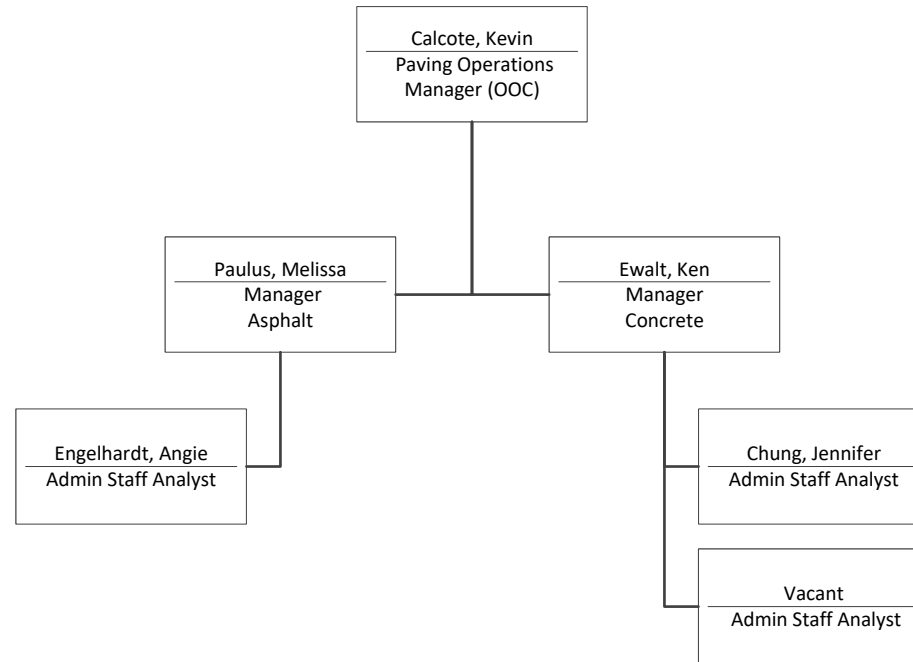 Calcote, Kevin
Paving Operations
Manager (OOC)
Paulus, Melissa
Manager
Asphalt
Ewalt, Ken
Manager
Concrete
Engelhardt, Angie
Admin Staff Analyst
Chung, Jennifer
Admin Staff Analyst
Vacant
Admin Staff Analyst